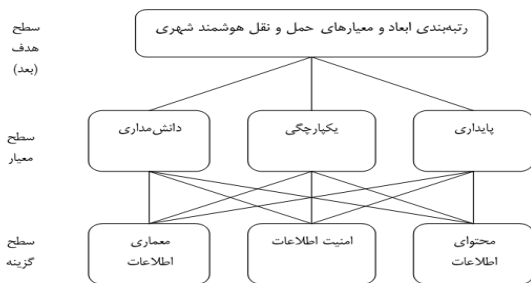 رتبه‌بندی ابعاد و معیارهای حمل و نقل هوشمند شهری
سطح
هدف
(بعد)
پایداری
یکپارچگی
دانش‌مداری
سطح
معیار
محتوای
اطلاعات
امنیت اطلاعات
معماری
اطلاعات
سطح
گزینه